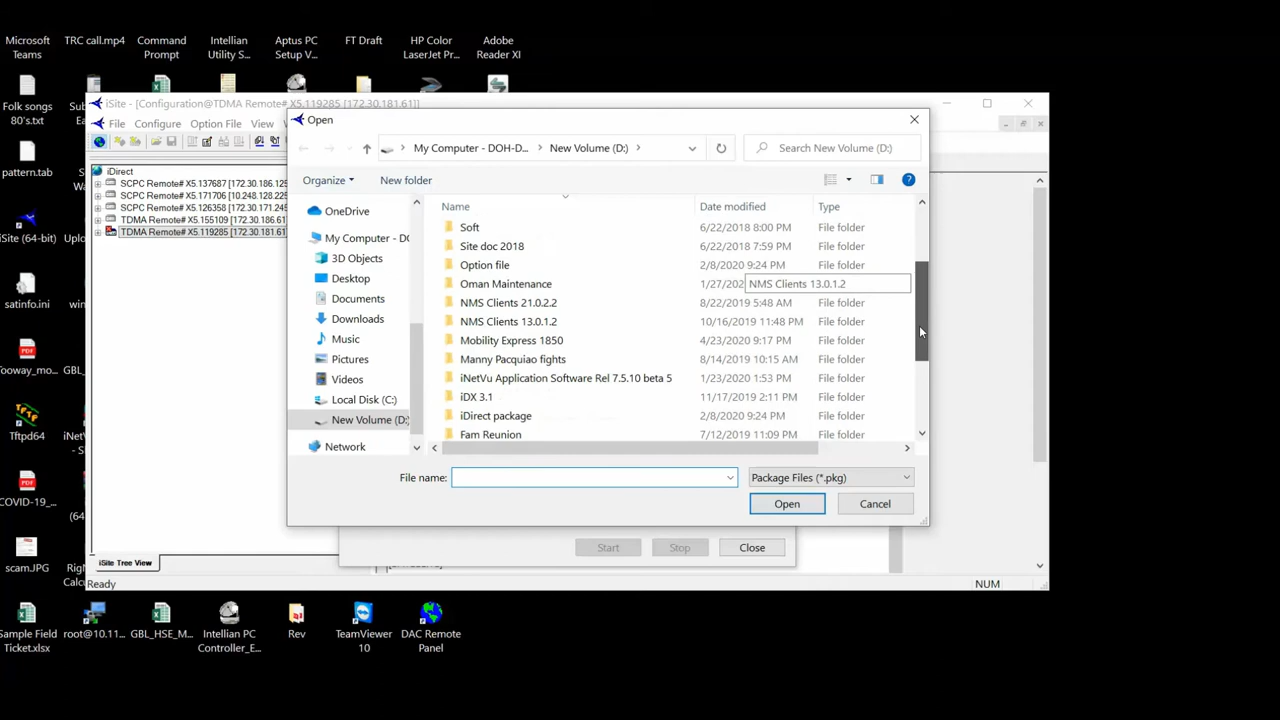 Microsoft Teams
TRC call.mp4
Command Prompt
Intellian Utility S...
Aptus PC Setup V...
FT Draft
HP Color LaserJet Pr...
Adobe Reader XI
Folk songs 80's.txt
pattern.tab
iSite (64-bit)
satinfo.ini
Tooway_mo...
Tftpd64
COVID-19_...
scam.JPG
Sample Field Ticket.xlsx
root@10.11...
GBL_HSE_M...
Intellian PC Controller_E...
Rev
TeamViewer 10
DAC Remote Panel
iSite - [Configuration@TDMA Remote# X5.119285 [172.30.181.61]]
File Configure Option File View
iDirect
SCPC Remote# X5.137687 [172.30.186.125
SCPC Remote# X5.171706 [10.248.128.225
SCPC Remote# X5.126358 [172.30.171.245
TDMA Remote# X5.155109 [172.30.186.61]
TDMA Remote# X5.119285 [172.30.181.61]
iSite Tree View
Ready
NUM
Open
My Computer - DOH-D... New Volume (D:)
Search New Volume (D:)
Organize New folder
OneDrive
My Computer - DO
3D Objects
Desktop
Documents
Downloads
Music
Pictures
Videos
Local Disk (C:)
New Volume (D:)
Network
Name Date modified Type
Soft 6/22/2018 8:00 PM File folder
Site doc 2018 6/22/2018 7:59 PM File folder
Option file 2/8/2020 9:24 PM File folder
Oman Maintenance 1/27/202 NMS Clients 13.0.1.2
NMS Clients 21.0.2.2 8/22/2019 5:48 AM File folder
NMS Clients 13.0.1.2 10/16/2019 11:48 PM File folder
Mobility Express 1850 4/23/2020 9:17 PM File folder
Manny Pacquiao fights 8/14/2019 10:15 AM File folder
iNetVu Application Software Rel 7.5.10 beta 5 1/23/2020 1:53 PM File folder
iDX 3.1 11/17/2019 2:11 PM File folder
iDirect package 2/8/2020 9:24 PM File folder
Fam Reunion 7/12/2019 11:09 PM File folder
File name: Package Files (*.pkg)
Open Cancel
Start Stop Close